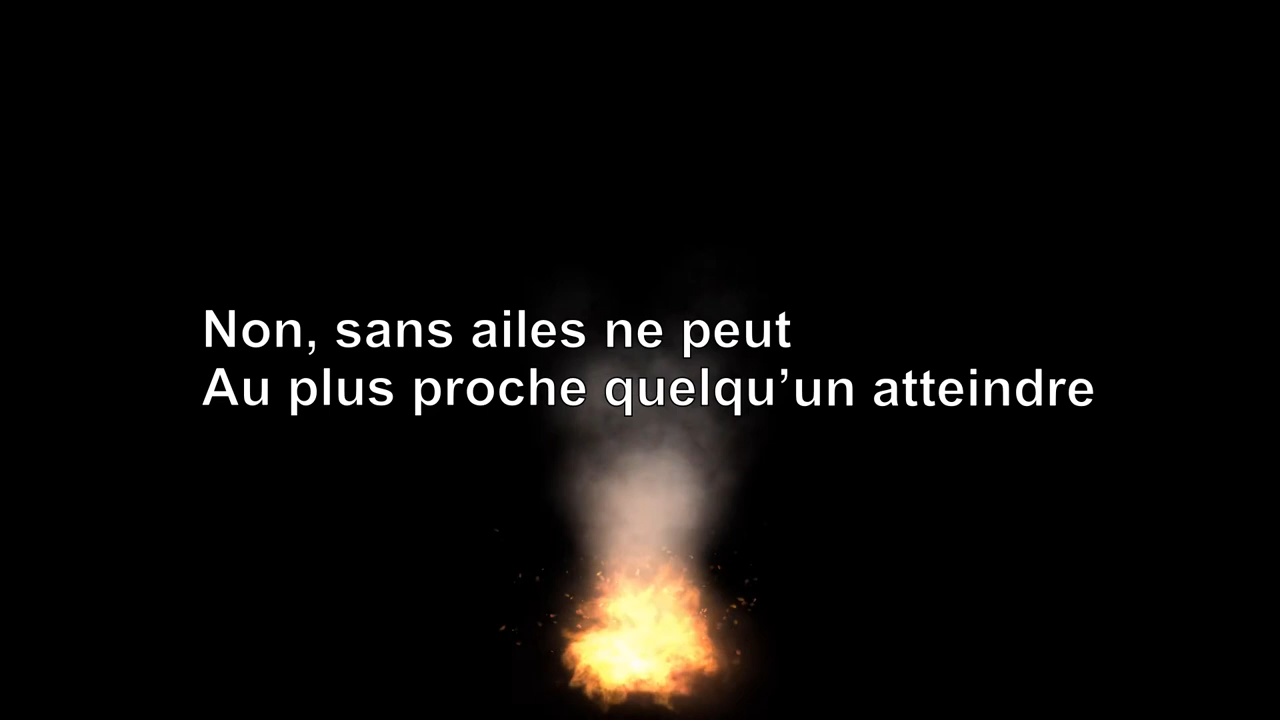 Non, sans ailes ne peut
Au plus proche quelqu’un atteindre